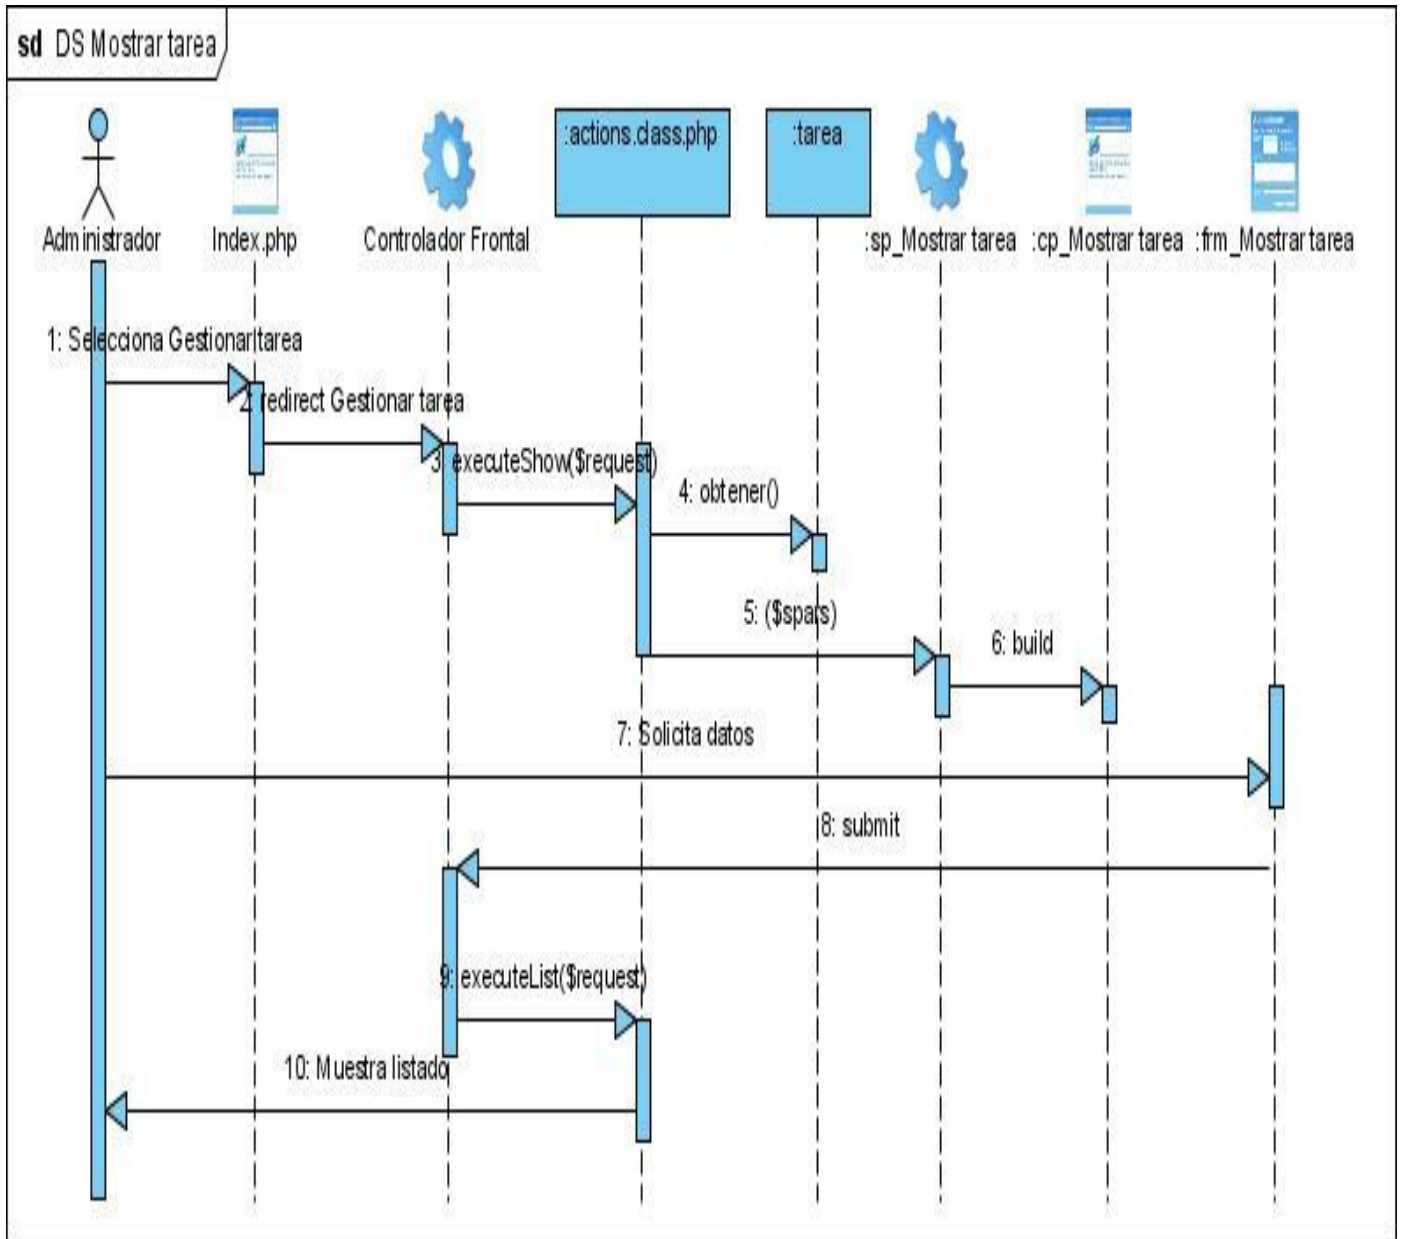 sd DS Mostrar tarea
:actions.class.php
:tarea
Administrador
Index.php
Controlador Frontal
:sp_Mostrar tarea
:cp_Mostrar tarea
:frm_Mostrar tarea
1: Selecciona Gestionar tarea
2: redirect Gestionar tarea
3: executeShow($request)
4: obtener()
5: ($spars)
6: build
7: Solicita datos
8: submit
9: executeList($request)
10: Muestra listado